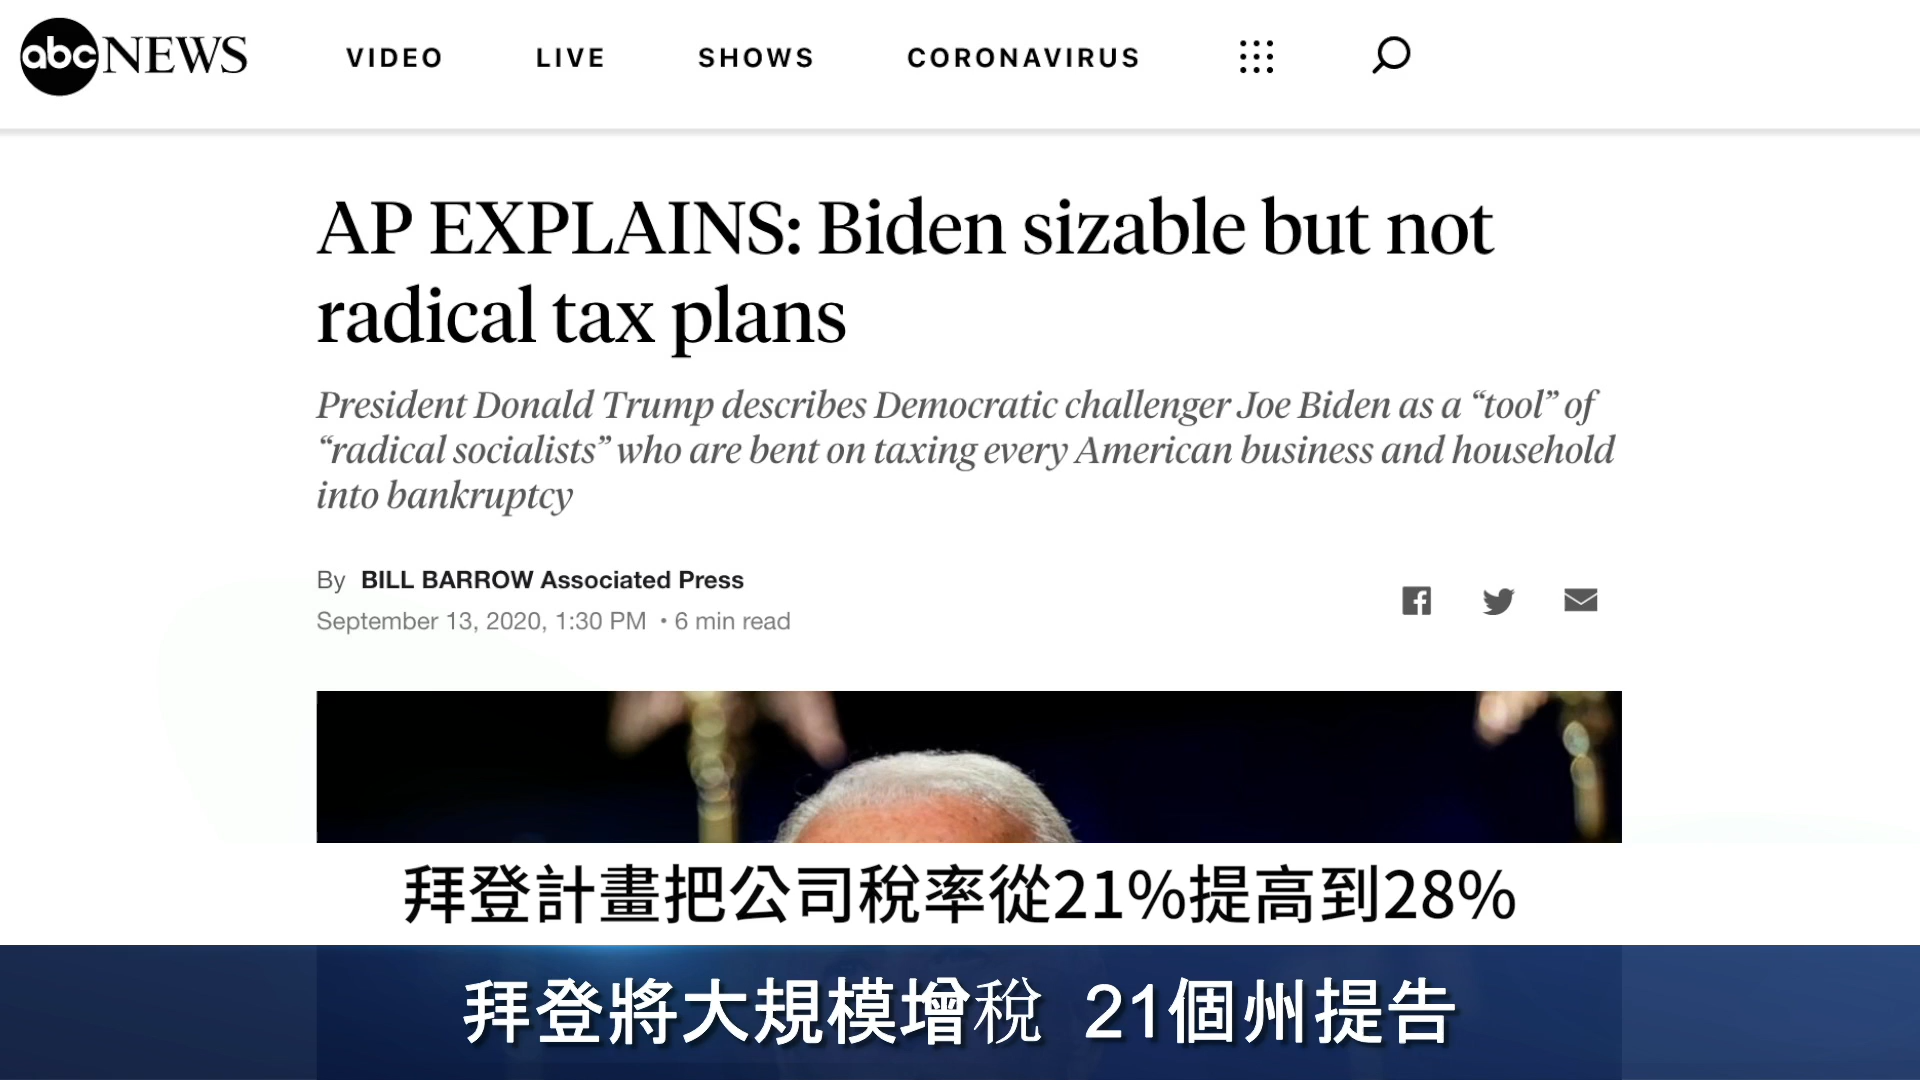 abc NEWS VIDEO LIVE SHOWS CORONAVIRUS
AP EXPLAINS: Biden sizable but not
radical tax plans
President Donald Trump describes Democratic challenger Joe Biden as a “tool” of
“radical socialists” who are bent on taxing every American business and household
into bankruptcy
By BILL BARROW Associated Press
September 13, 2020, 1:30 PM • 6 min read
拜登計畫把公司稅率從21%提高到28%
拜登將大規模增稅 21個州提告